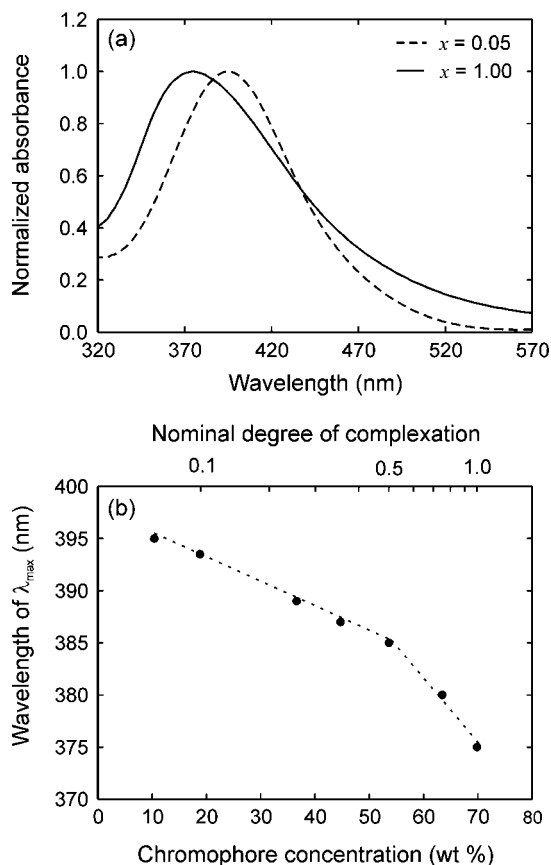 (a)
x = 0.05
x = 1.00
1.0
0.8
0.6
0.4
0.2
0.0
Normalized absorbance
320 370 420 470 520 570
Wavelength (nm)
Nominal degree of complexation
0.1 0.5 1.0
(b)
400
395
390
385
380
375
370
Wavelength of λmax (nm)
0 10 20 30 40 50 60 70 80
Chromophore concentration (wt %)